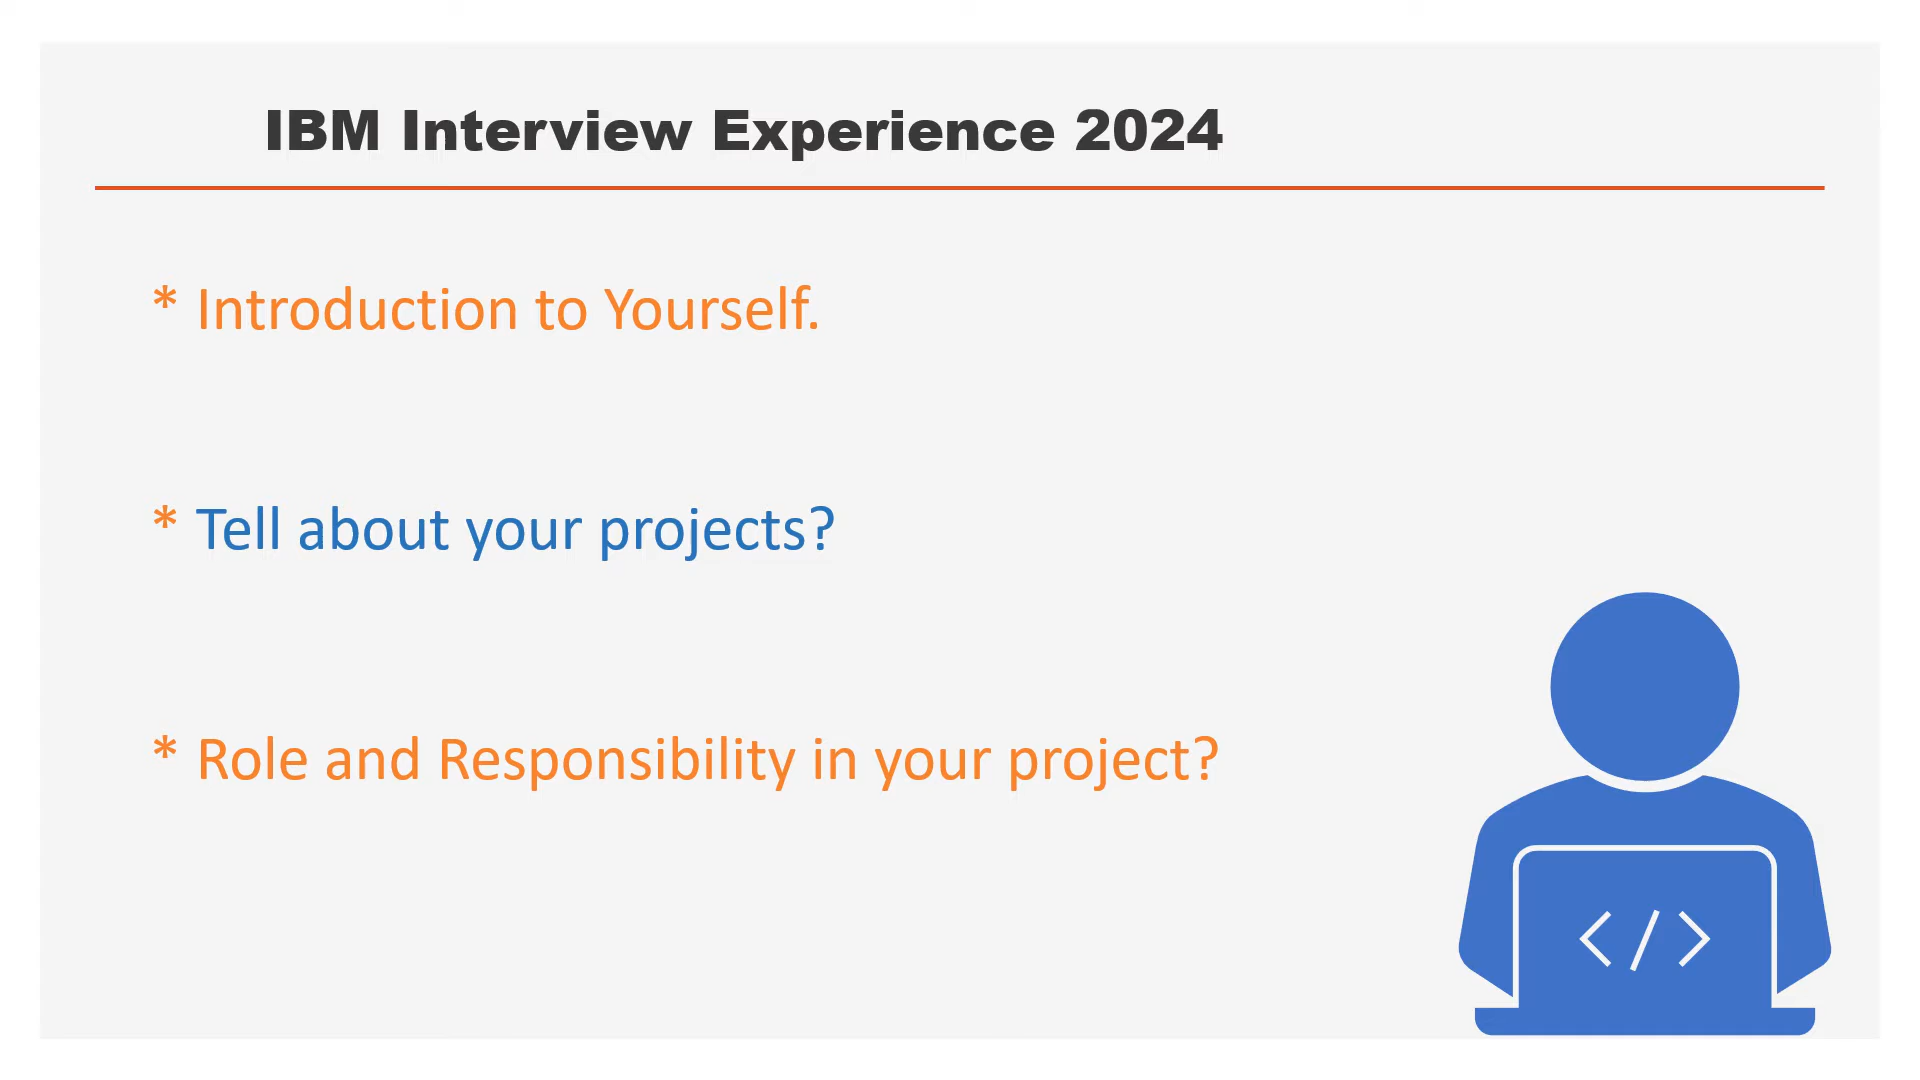 IBM Interview Experience 2024
* Introduction to Yourself.
* Tell about your projects?
* Role and Responsibility in your project?
</>